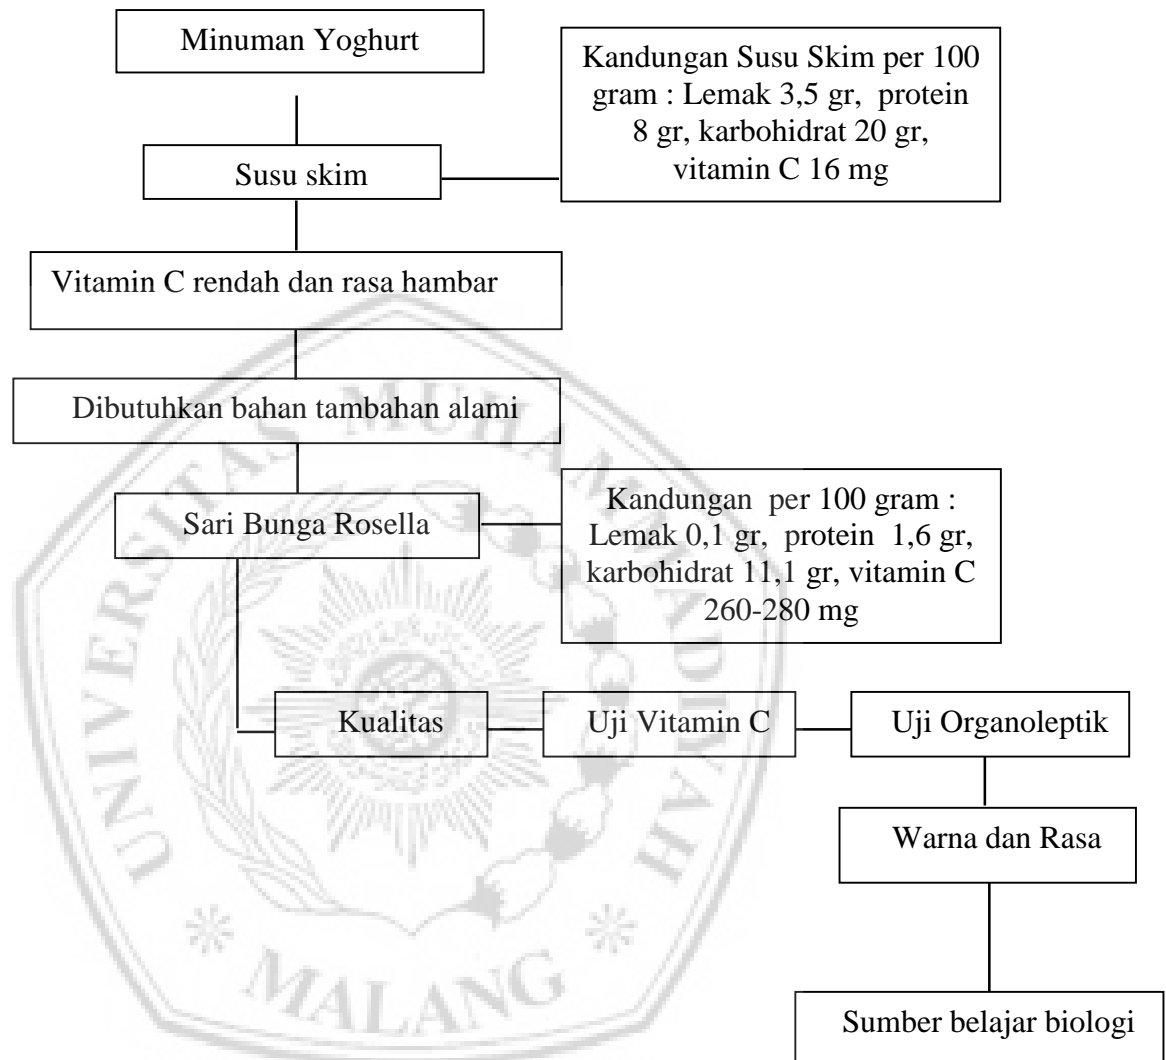 Minuman Yoghurt
Kandungan Susu Skim per 100
gram : Lemak 3,5 gr, protein
8 gr, karbohidrat 20 gr,
vitamin C 16 mg
Susu skim
Vitamin C rendah dan rasa hambar
Dibutuhkan bahan tambahan alami
Sari Bunga Rosella
Kandungan per 100 gram :
Lemak 0,1 gr, protein 1,6 gr,
karbohidrat 11,1 gr, vitamin C
260-280 mg
Kualitas
Uji Vitamin C
Uji Organoleptik
Warna dan Rasa
Sumber belajar biologi
UNIVERSITAS MUHAMMADIYAH
MALANG